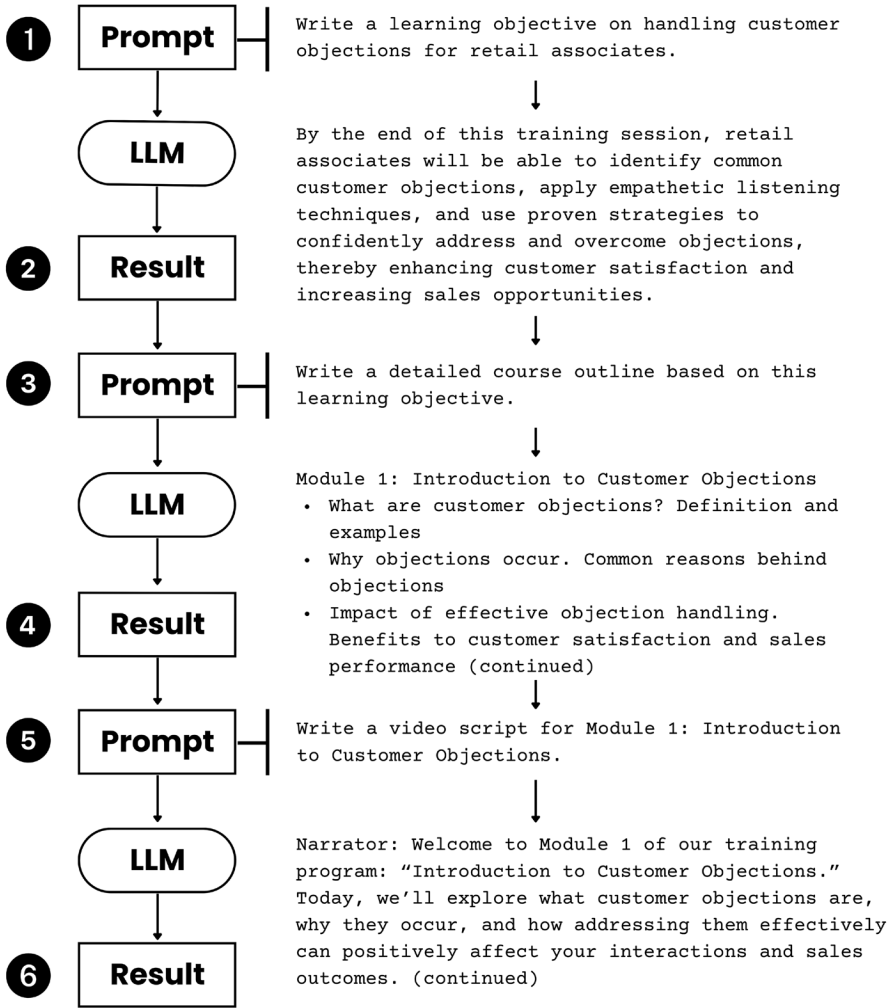 1
Prompt
Write a learning objective on handling customer
objections for retail associates.
LLM
2
Result
By the end of this training session, retail
associates will be able to identify common
customer objections, apply empathetic listening
techniques, and use proven strategies to
confidently address and overcome objections,
thereby enhancing customer satisfaction and
increasing sales opportunities.
3
Prompt
Write a detailed course outline based on this
learning objective.
LLM
4
Result
Module 1: Introduction to Customer Objections
• What are customer objections? Definition and
examples
• Why objections occur. Common reasons behind
objections
• Impact of effective objection handling.
Benefits to customer satisfaction and sales
performance (continued)
5
Prompt
Write a video script for Module 1: Introduction
to Customer Objections.
LLM
6
Result
Narrator: Welcome to Module 1 of our training
program: “Introduction to Customer Objections.”
Today, we’ll explore what customer objections are,
why they occur, and how addressing them effectively
can positively affect your interactions and sales
outcomes. (continued)